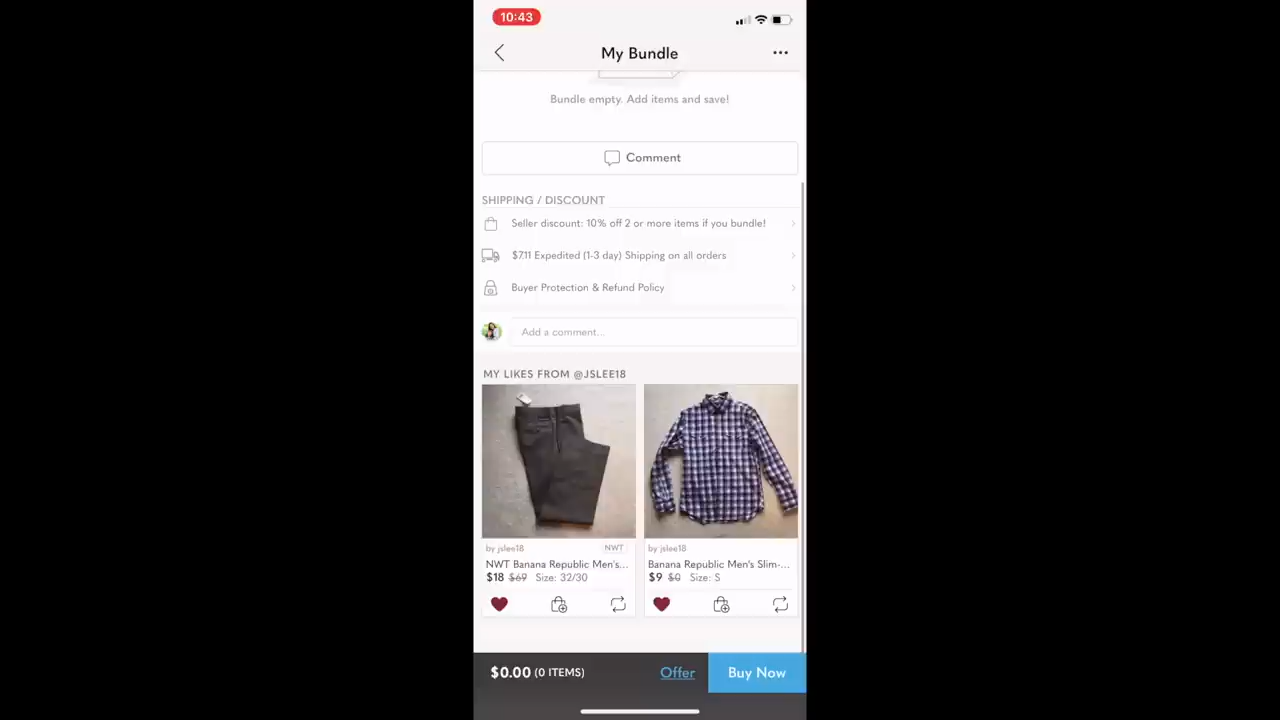 10:43
My Bundle
Bundle empty. Add items and save!
Comment
SHIPPING / DISCOUNT
Seller discount: 10% off 2 or more items if you bundle!
$7.11 Expedited (1-3 day) Shipping on all orders
Buyer Protection & Refund Policy
Add a comment...
MY LIKES FROM @JSLEE18
by jslee18 NWT
NWT Banana Republic Men's...
$18 $69 Size: 32/30
by jslee18
Banana Republic Men's Slim-...
$9 $0 Size: S
$0.00 (0 ITEMS) Offer Buy Now